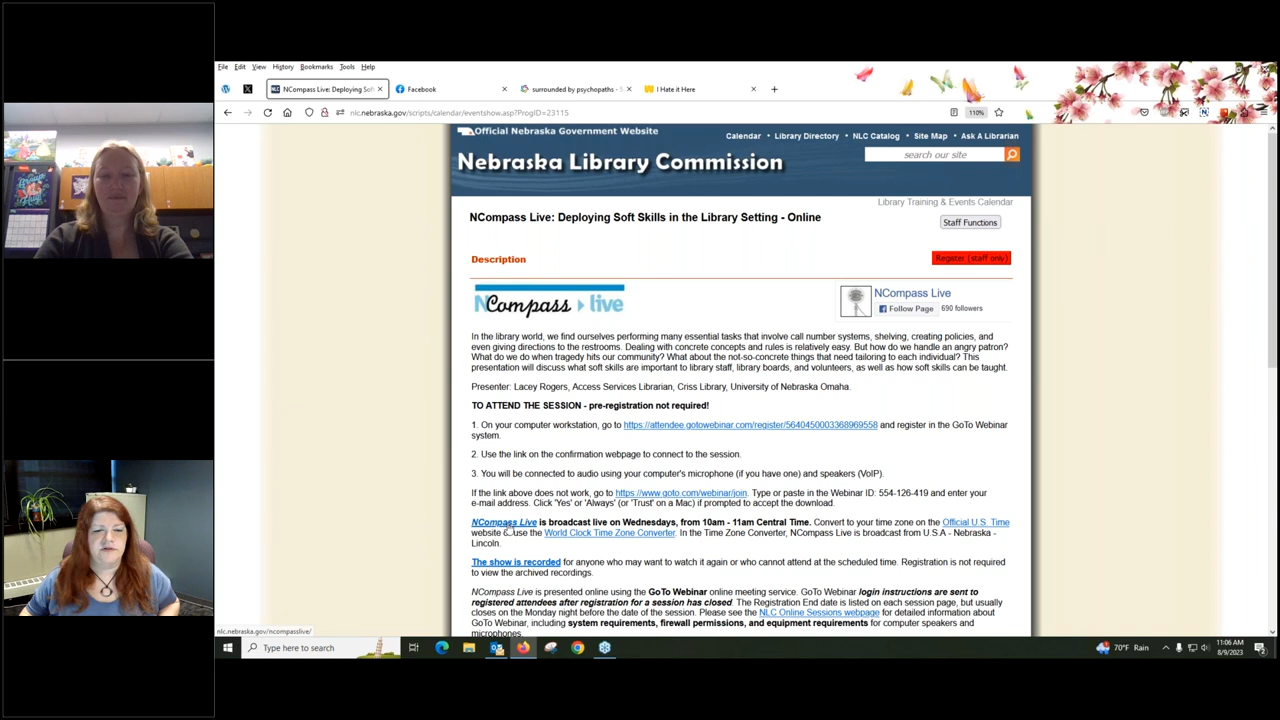 File Edit View History Bookmarks Tools Help
NCompass Live: Deploying Sof
Facebook
surrounded by psychopaths - S
I Hate it Here
nlc.nebraska.gov/scripts/calendar/eventshow.asp?ProgID=23115
110%
Official Nebraska Government Website
Calendar • Library Directory • NLC Catalog • Site Map • Ask A Librarian
Nebraska Library Commission
search our site
Library Training & Events Calendar
NCompass Live: Deploying Soft Skills in the Library Setting - Online
Staff Functions
Description
Register (staff only)
NCompass live
NCompass Live
Follow Page 690 followers
In the library world, we find ourselves performing many essential tasks that involve call number systems, shelving, creating policies, and
even giving directions to the restrooms. Dealing with concrete concepts and rules is relatively easy. But how do we handle an angry patron?
What do we do when tragedy hits our community? What about the not-so-concrete things that need tailoring to each individual? This
presentation will discuss what soft skills are important to library staff, library boards, and volunteers, as well as how soft skills can be taught.
Presenter: Lacey Rogers, Access Services Librarian, Criss Library, University of Nebraska Omaha.
TO ATTEND THE SESSION - pre-registration not required!
1. On your computer workstation, go to https://attendee.gotowebinar.com/register/5640450003368969558 and register in the GoTo Webinar
system.
2. Use the link on the confirmation webpage to connect to the session.
3. You will be connected to audio using your computer's microphone (if you have one) and speakers (VoIP).
If the link above does not work, go to https://www.goto.com/webinar/join. Type or paste in the Webinar ID: 554-126-419 and enter your
e-mail address. Click 'Yes' or 'Always' (or 'Trust' on a Mac) if prompted to accept the download.
NCompass Live is broadcast live on Wednesdays, from 10am - 11am Central Time. Convert to your time zone on the Official U.S. Time
website or use the World Clock Time Zone Converter. In the Time Zone Converter, NCompass Live is broadcast from U.S.A - Nebraska -
Lincoln.
The show is recorded for anyone who may want to watch it again or who cannot attend at the scheduled time. Registration is not required
to view the archived recordings.
NCompass Live is presented online using the GoTo Webinar online meeting service. GoTo Webinar login instructions are sent to
registered attendees after registration for a session has closed. The Registration End date is listed on each session page, but usually
closes on the Monday night before the date of the session. Please see the NLC Online Sessions webpage for detailed information about
GoTo Webinar, including system requirements, firewall permissions, and equipment requirements for computer speakers and
microphones.
nlc.nebraska.gov/ncompasslive/
Type here to search
70°F Rain
11:06 AM
8/9/2023